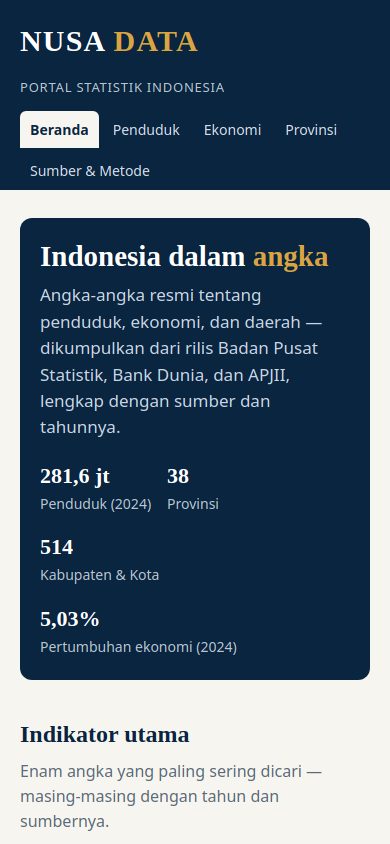 NUSA DATA
PORTAL STATISTIK INDONESIA
Beranda Penduduk Ekonomi Provinsi
Sumber & Metode
Indonesia dalam angka
Angka-angka resmi tentang
penduduk, ekonomi, dan daerah —
dikumpulkan dari rilis Badan Pusat
Statistik, Bank Dunia, dan APJII,
lengkap dengan sumber dan
tahunnya.
281,6 jt 38
Penduduk (2024) Provinsi
514
Kabupaten & Kota
5,03%
Pertumbuhan ekonomi (2024)
Indikator utama
Enam angka yang paling sering dicari —
masing-masing dengan tahun dan
sumbernya.